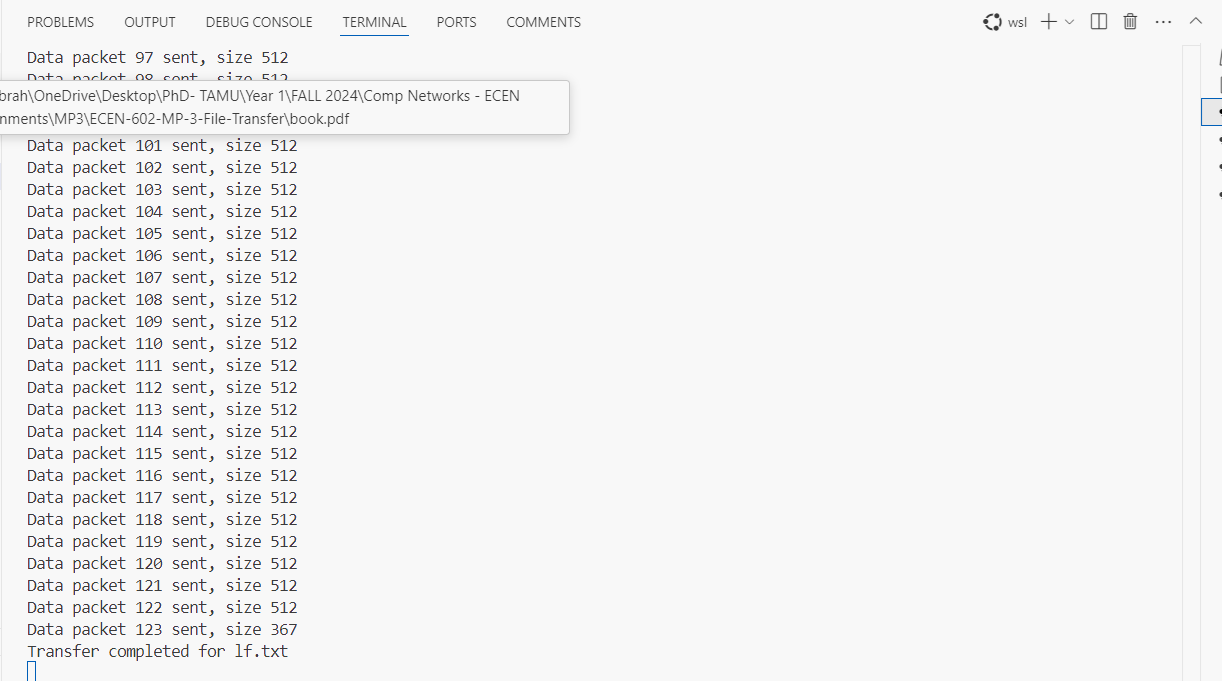 PROBLEMS OUTPUT DEBUG CONSOLE TERMINAL PORTS COMMENTS wsl
Data packet 97 sent, size 512
Data packet 98 sent, size 512
brah\OneDrive\Desktop\PhD- TAMU\Year 1\FALL 2024\Comp Networks - ECEN
nments\MP3\ECEN-602-MP-3-File-Transfer\book.pdf
Data packet 101 sent, size 512
Data packet 102 sent, size 512
Data packet 103 sent, size 512
Data packet 104 sent, size 512
Data packet 105 sent, size 512
Data packet 106 sent, size 512
Data packet 107 sent, size 512
Data packet 108 sent, size 512
Data packet 109 sent, size 512
Data packet 110 sent, size 512
Data packet 111 sent, size 512
Data packet 112 sent, size 512
Data packet 113 sent, size 512
Data packet 114 sent, size 512
Data packet 115 sent, size 512
Data packet 116 sent, size 512
Data packet 117 sent, size 512
Data packet 118 sent, size 512
Data packet 119 sent, size 512
Data packet 120 sent, size 512
Data packet 121 sent, size 512
Data packet 122 sent, size 512
Data packet 123 sent, size 367
Transfer completed for lf.txt